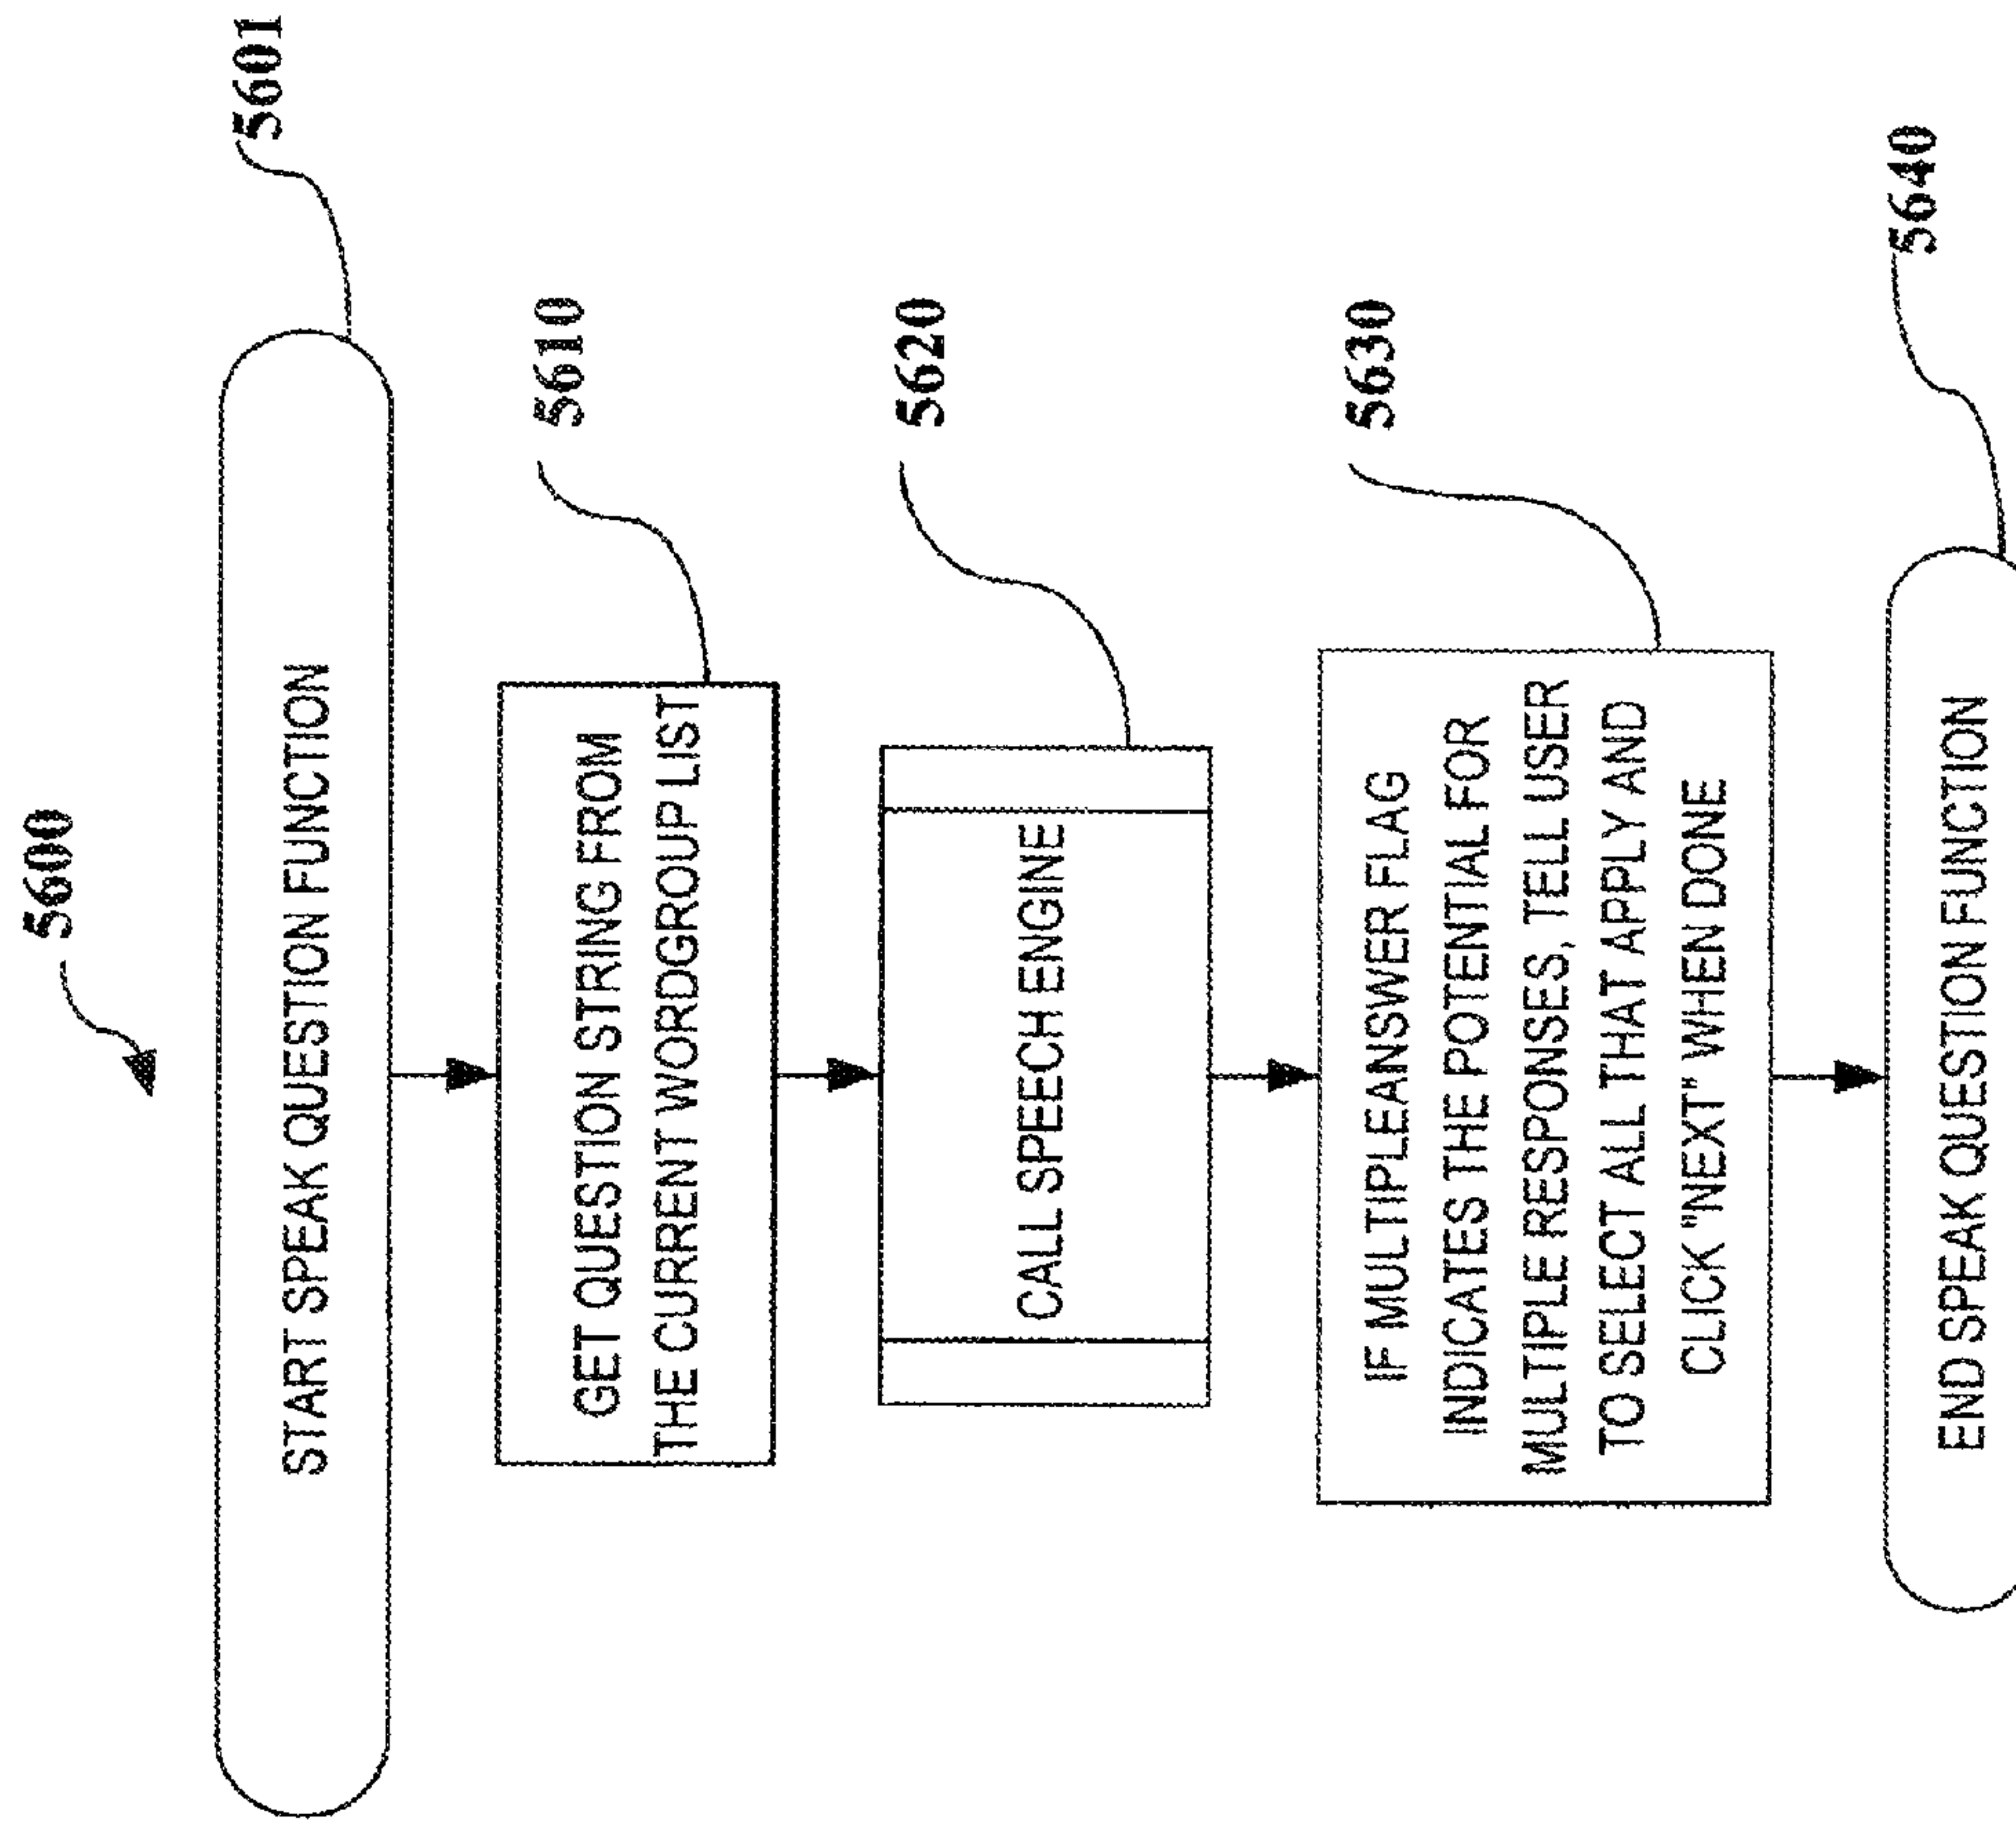 5600
START SPEAK QUESTION FUNCTION
5601
GET QUESTION STRING FROM
THE CURRENT WORDGROUP LIST
5610
CALL SPEECH ENGINE
5620
IF MULTIPLEANSWER FLAG
INDICATES THE POTENTIAL FOR
MULTIPLE RESPONSES, TELL USER
TO SELECT ALL THAT APPLY AND
CLICK "NEXT" WHEN DONE
5630
END SPEAK QUESTION FUNCTION
5640